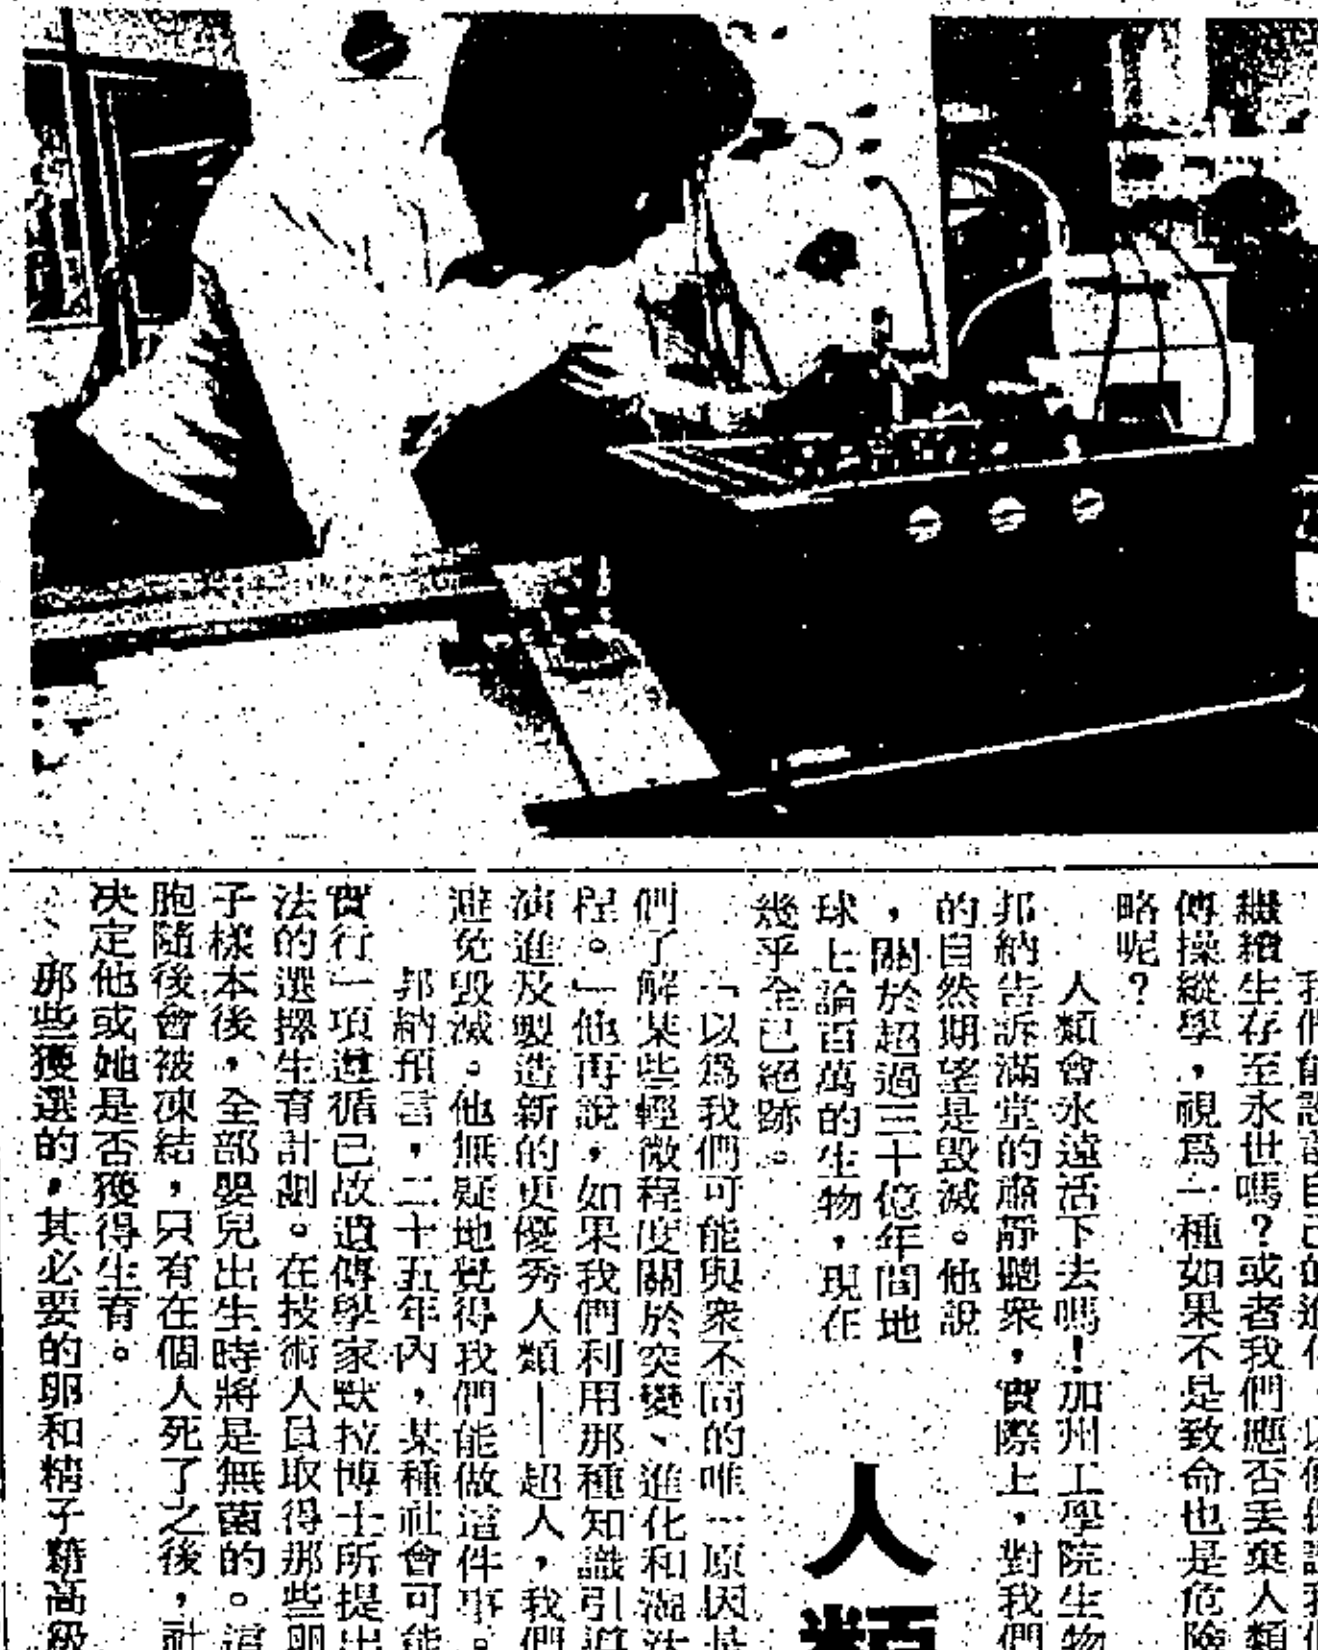 我們能設計自己的進化,以便保證我們
繼續生存至永世嗎?或者我們應否丟棄人類
傳操縱學,視爲一種如果不是致命也是危險
略呢?
人類會永遠活下去嗎!加州工學院生物
邦納告訴滿堂的肅靜聽衆,實際上,對我們
的自然期望是毀滅。他說
,關於超過三十億年間地
球上論百萬的生物,現在
幾乎全已絕跡。
人類
「以爲我們可能與衆不同的唯一原因是
們了解某些輕微程度關於突變、進化和淘汰
程。」他再說,如果我們利用那種知識引導
演進及製造新的更優秀人類——超人,我們
避免毀滅。他無疑地覺得我們能做這件事。
邦納預言,二十五年內,某種社會可能
實行一項遵循已故遺傳學家默拉博士所提出
法的選擇生育計劃。在技術人員取得那些卵
子樣本後,全部嬰兒出生時將是無菌的。這
胞隨後會被凍結,只有在個人死了之後,社
决定他或她是否獲得生育。
那些獲選的,其必要的卵和精子藉高級